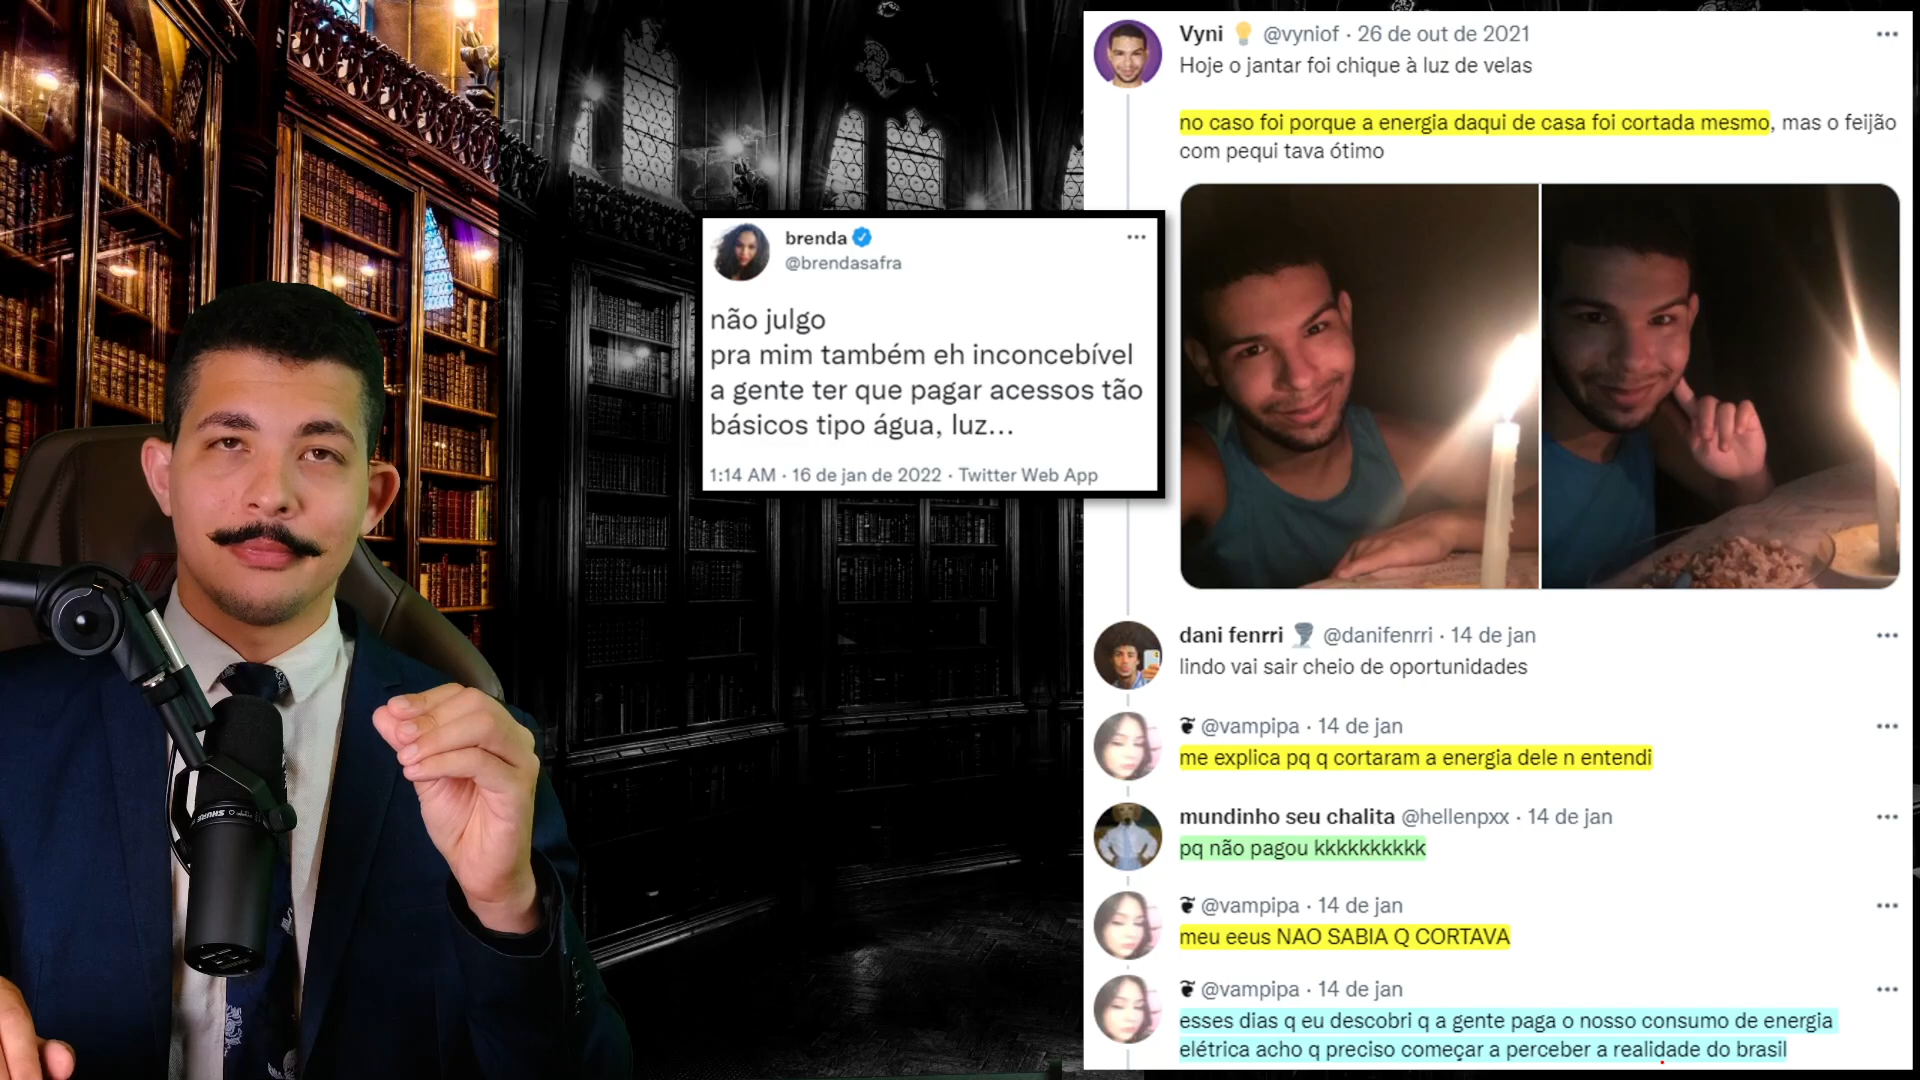 brenda
@brendasafra
não julgo
pra mim também eh inconcebível
a gente ter que pagar acessos tão
básicos tipo água, luz...
1:14 AM · 16 de jan de 2022 · Twitter Web App
Vyni 💡 @vyniof · 26 de out de 2021
Hoje o jantar foi chique à luz de velas
no caso foi porque a energia daqui de casa foi cortada mesmo, mas o feijão
com pequi tava ótimo
dani fenrri 🌪 @danifenrri · 14 de jan
lindo vai sair cheio de oportunidades
@vampipa · 14 de jan
me explica pq q cortaram a energia dele n entendi
mundinho seu chalita @hellenpxx · 14 de jan
pq não pagou kkkkkkkkkk
@vampipa · 14 de jan
meu eeus NAO SABIA Q CORTAVA
@vampipa · 14 de jan
esses dias q eu descobri q a gente paga o nosso consumo de energia
elétrica acho q preciso começar a perceber a realidade do brasil
SHURE